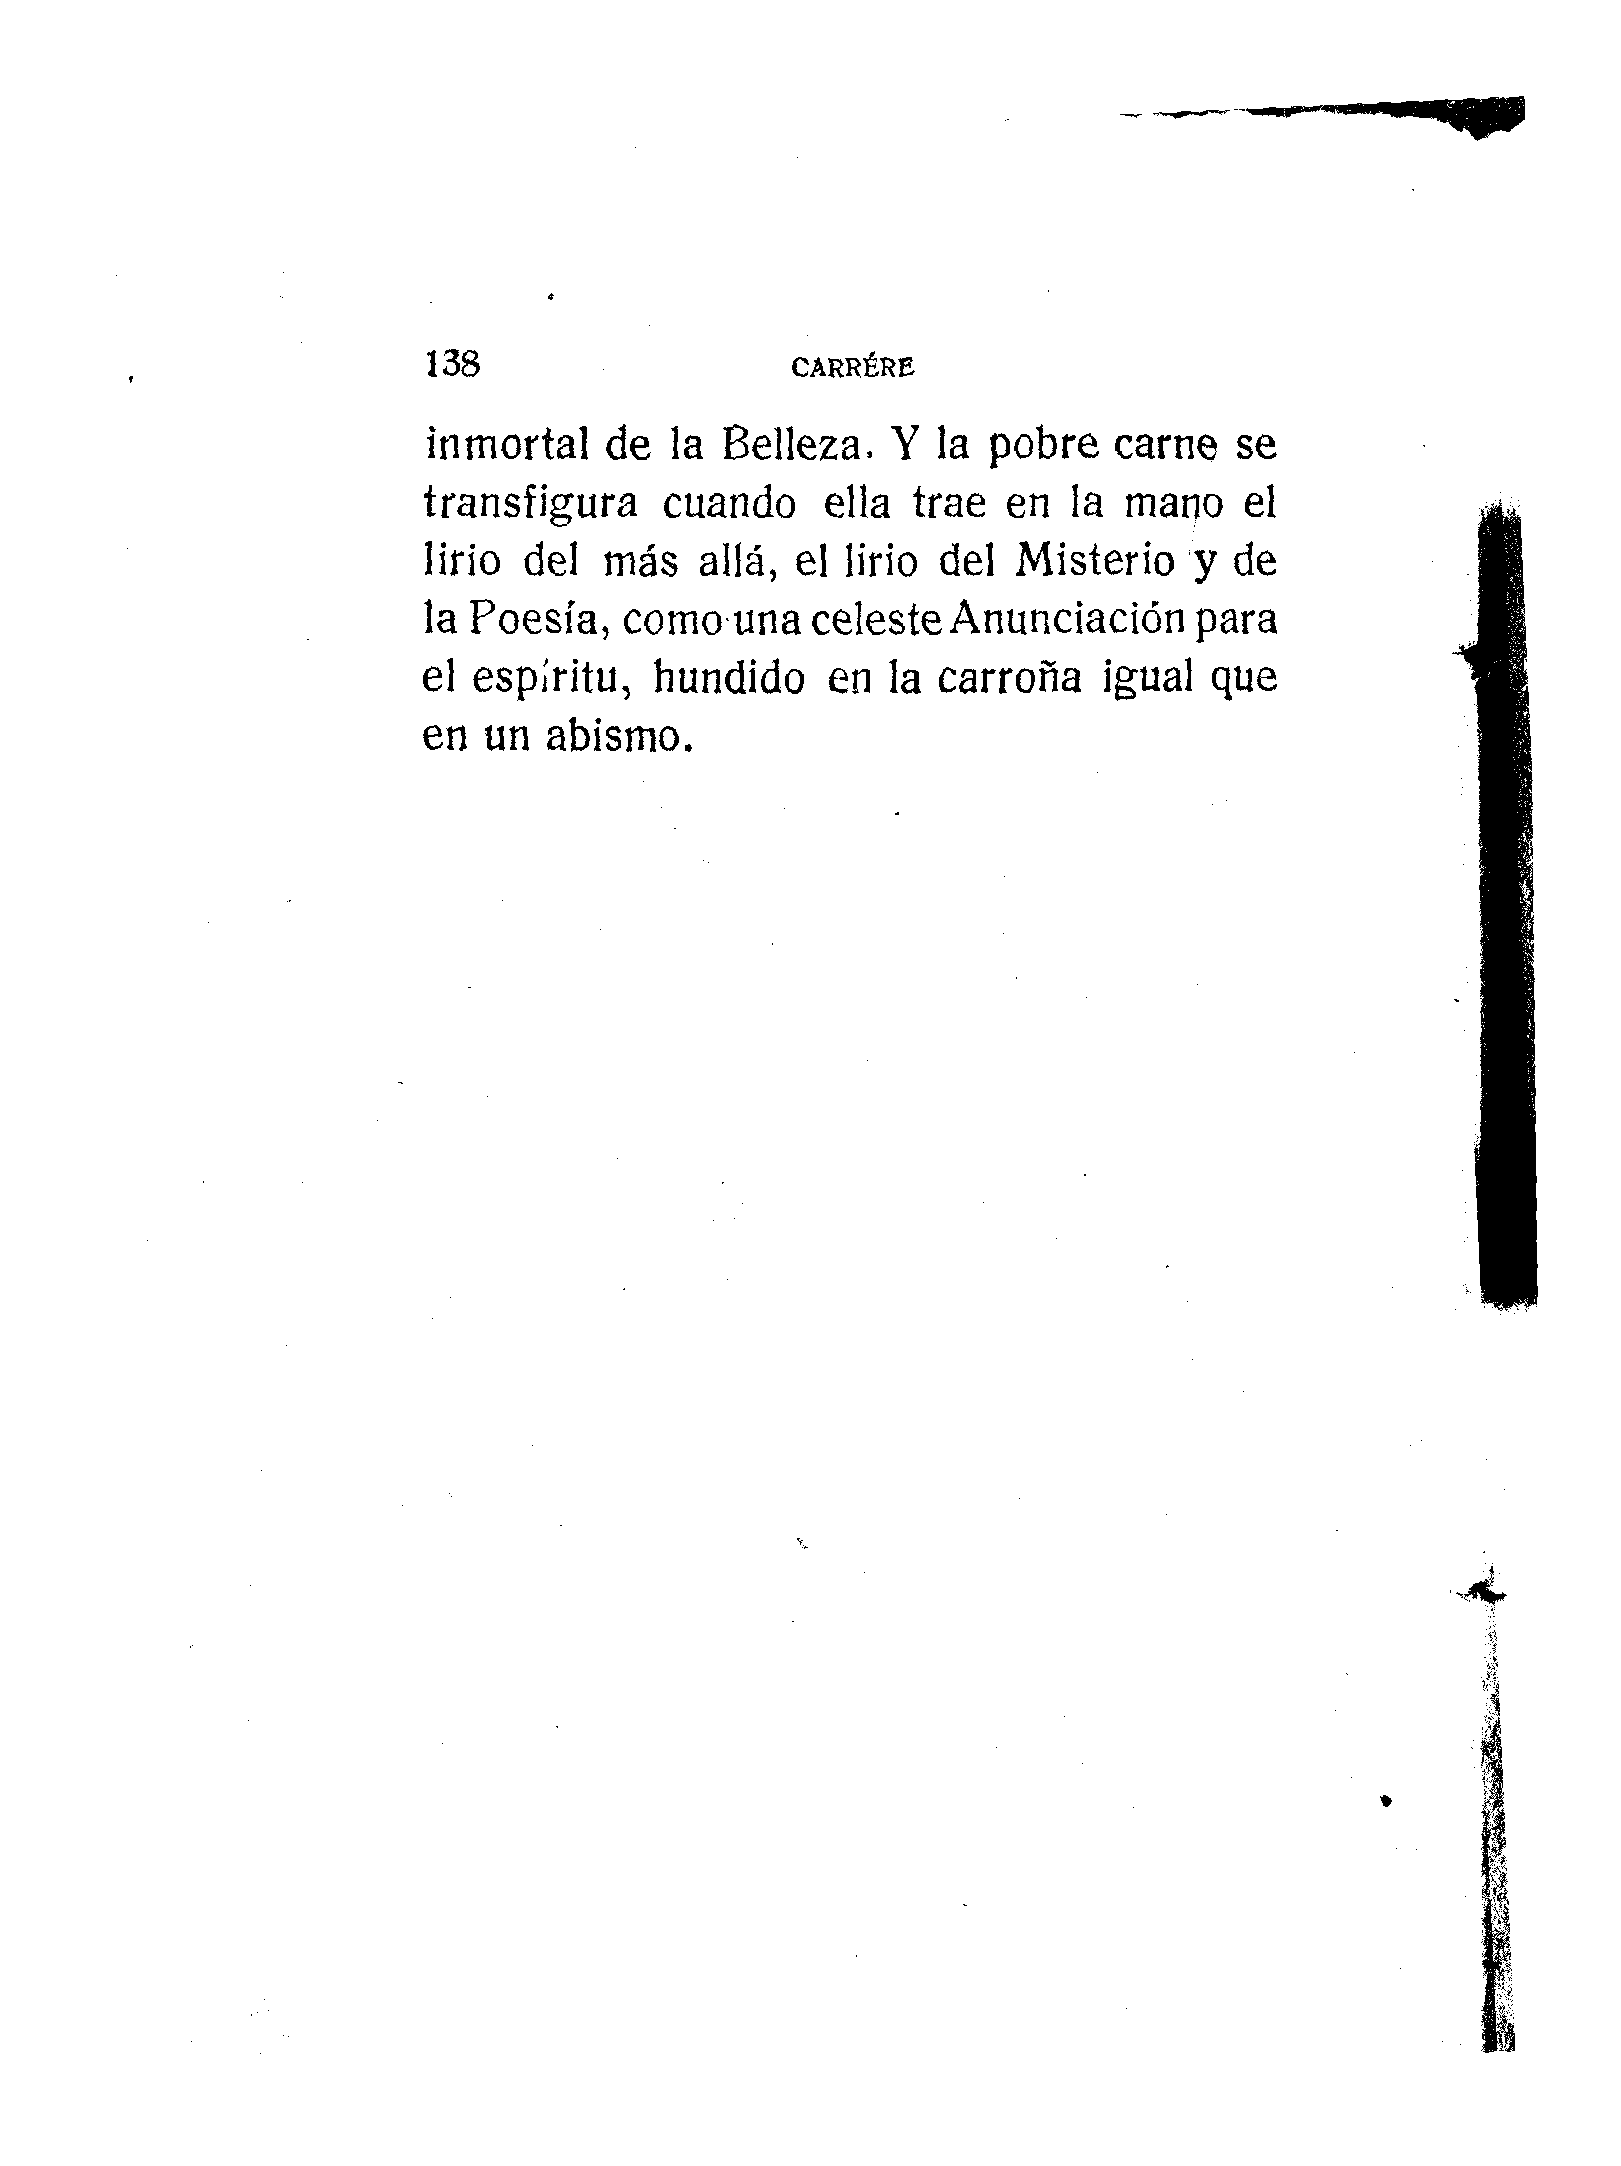 138 CARRÉRE
inmortal de la Belleza. Y la pobre carne se
transfigura cuando ella trae en la mano el
lirio del más allá, el lirio del Misterio y de
la Poesía, como una celeste Anunciación para
el espíritu, hundido en la carroña igual que
en un abismo.